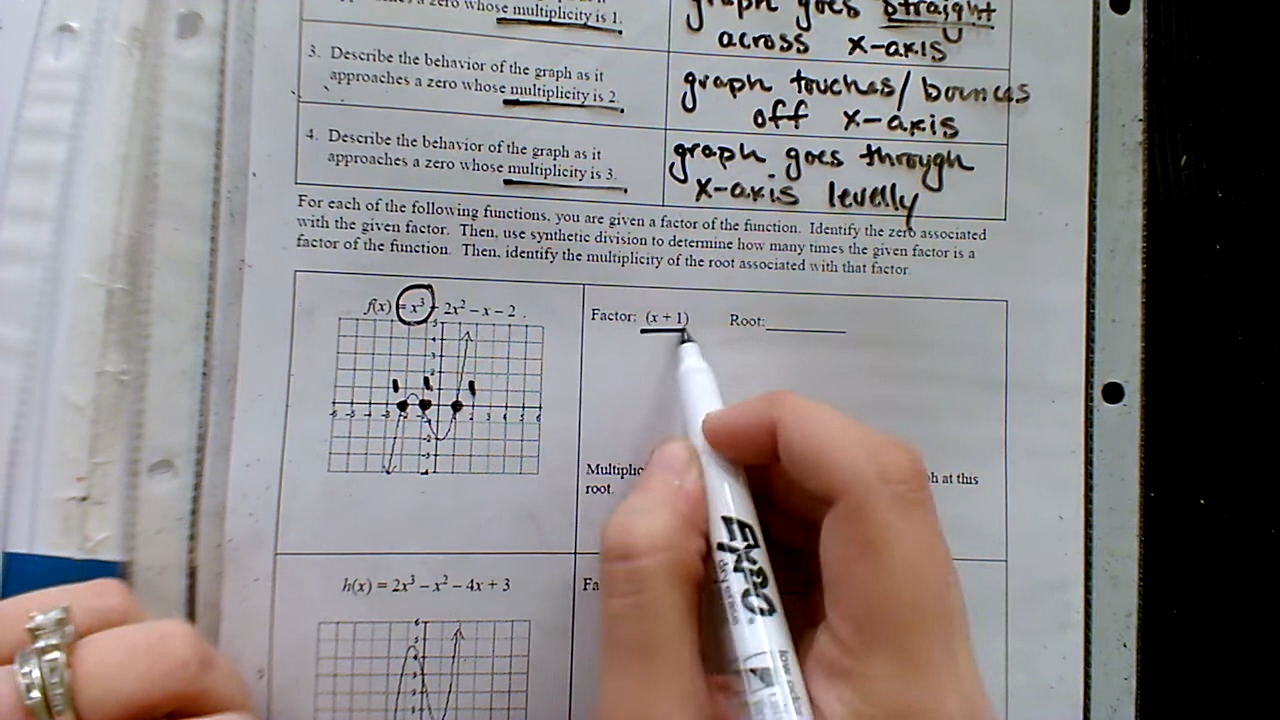 a zero whose multiplicity is 1.
graph goes straight
across x-axis
3. Describe the behavior of the graph as it
approaches a zero whose multiplicity is 2.
graph touches/bounces
off x-axis
4. Describe the behavior of the graph as it
approaches a zero whose multiplicity is 3.
graph goes through
x-axis levelly
For each of the following functions, you are given a factor of the function. Identify the zero associated
with the given factor. Then, use synthetic division to determine how many times the given factor is a
factor of the function. Then, identify the multiplicity of the root associated with that factor.
f(x) = x³ + 2x² – x – 2 .
Factor: (x + 1) Root:
at this
root.
h(x) = 2x³ – x² – 4x + 3
EXPO
dry erase